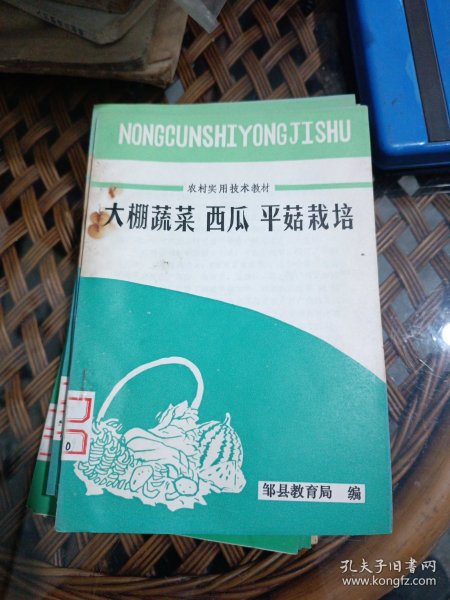 NONGCUNSHIYONGJISHU
农村实用技术教材
大棚蔬菜 西瓜 平菇栽培
邹县教育局 编
孔夫子旧书网
www.kongfz.com